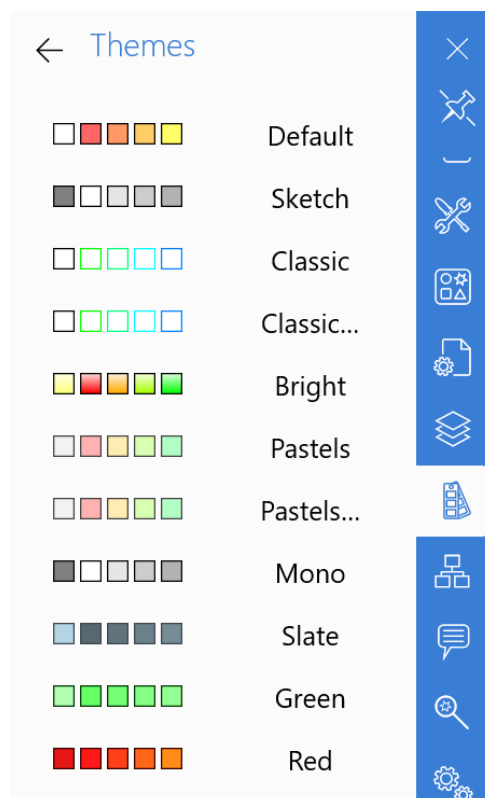 Themes
Default
Sketch
Classic
Classic...
Bright
Pastels
Pastels...
Mono
Slate
Green
Red